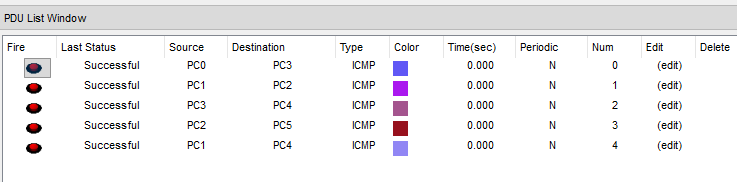 PDU List Window
Fire Last Status Source Destination Type Color Time(sec) Periodic Num Edit Delete
Successful PC0 PC3 ICMP 0.000 N 0 (edit)
Successful PC1 PC2 ICMP 0.000 N 1 (edit)
Successful PC3 PC4 ICMP 0.000 N 2 (edit)
Successful PC2 PC5 ICMP 0.000 N 3 (edit)
Successful PC1 PC4 ICMP 0.000 N 4 (edit)